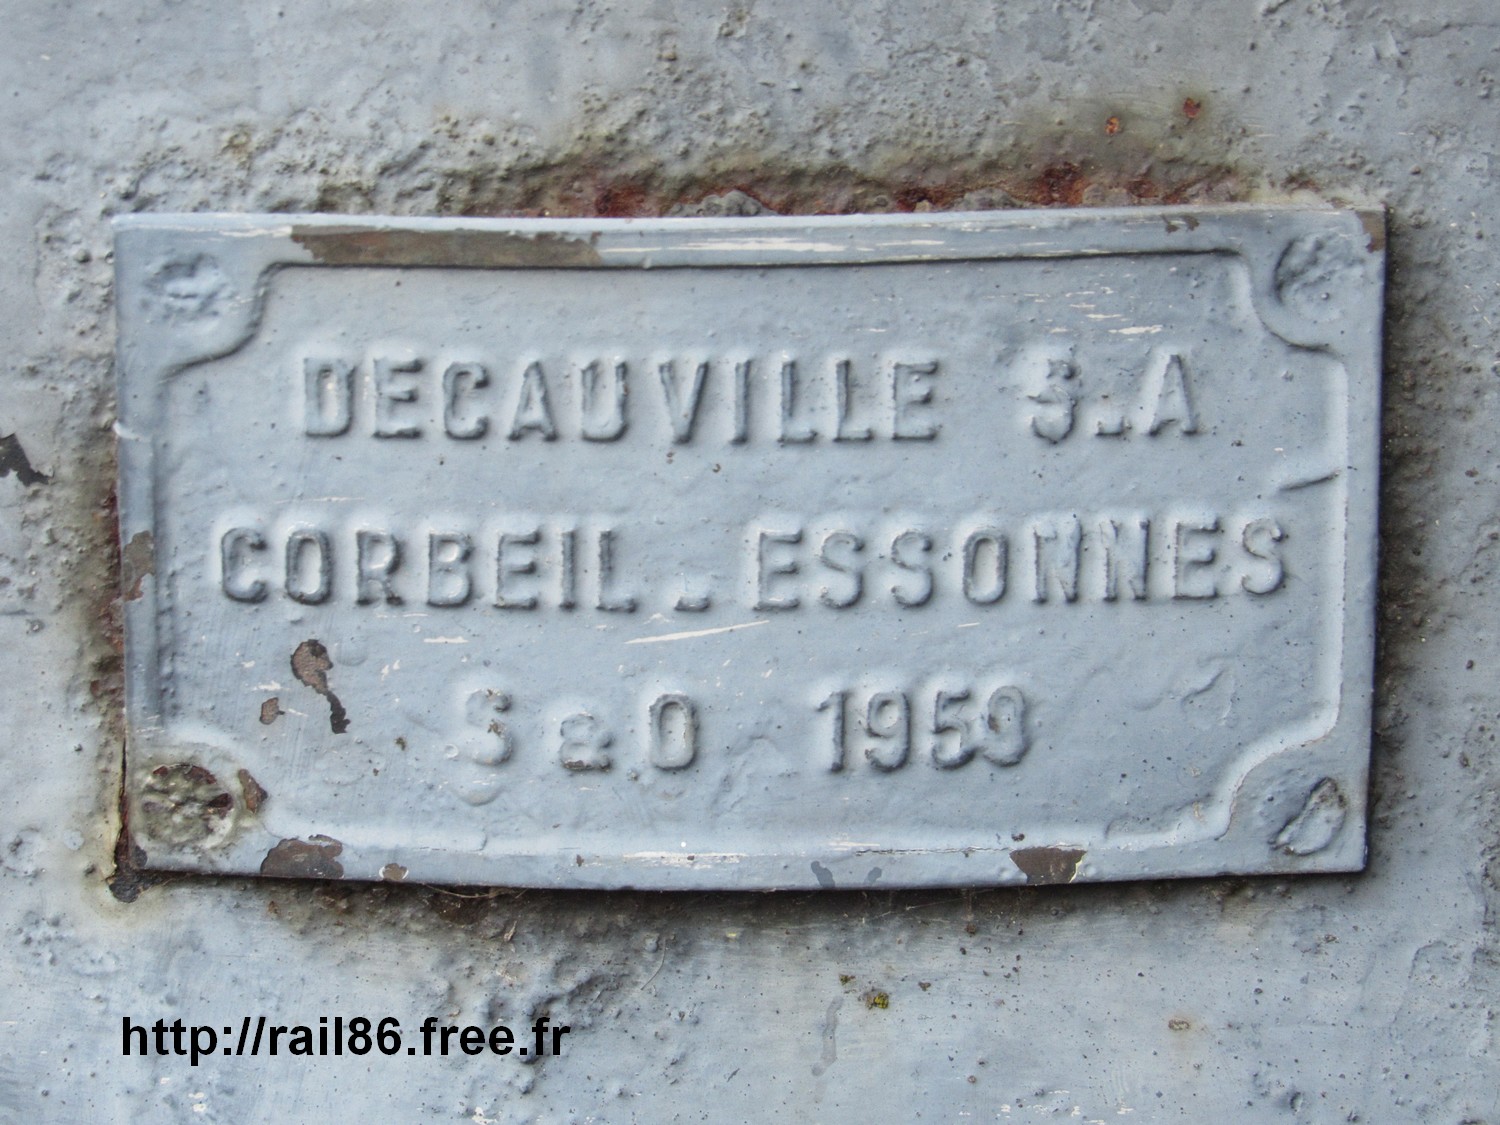 DECAUVILLE S.A
CORBEIL-ESSONNES
S & O 1959
http://rail86.free.fr